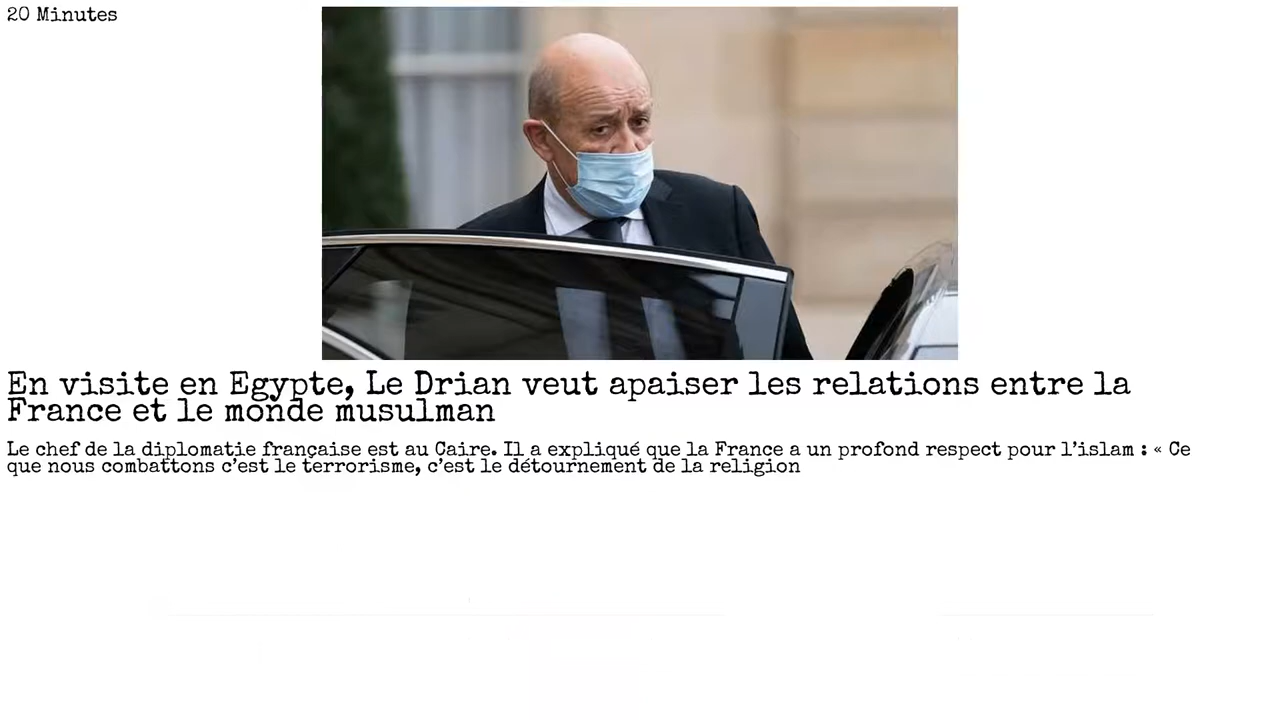 20 Minutes
En visite en Egypte, Le Drian veut apaiser les relations entre la
France et le monde musulman
Le chef de la diplomatie française est au Caire. Il a expliqué que la France a un profond respect pour l’islam : « Ce
que nous combattons c’est le terrorisme, c’est le détournement de la religion